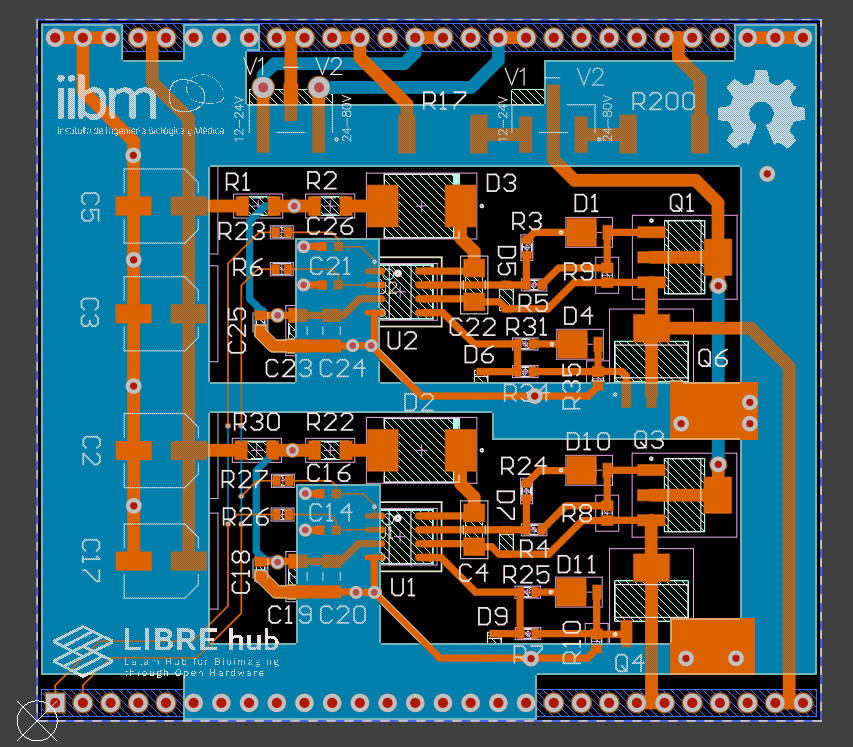 V1
V2
V1
V2
iibm
Instituto de Ingeniería Biológica y Médica
12-24V
24-80V
R17
12-24V
24-80V
R200
R1
R2
D3
C5
R23
C26
R3
D1
Q1
R6
C21
D5
R9
C3
C25
R5
U2
C22
R31
D4
C23
C24
D6
Q6
R34
R35
D2
R30
R22
C2
D10
Q3
R27
C16
R24
R26
C14
D7
R8
C17
C18
R4
U1
C4
R25
D11
C19
C20
D9
R7
R10
Q4
LIBRE hub
Latam Hub for Bioimaging
through Open Hardware